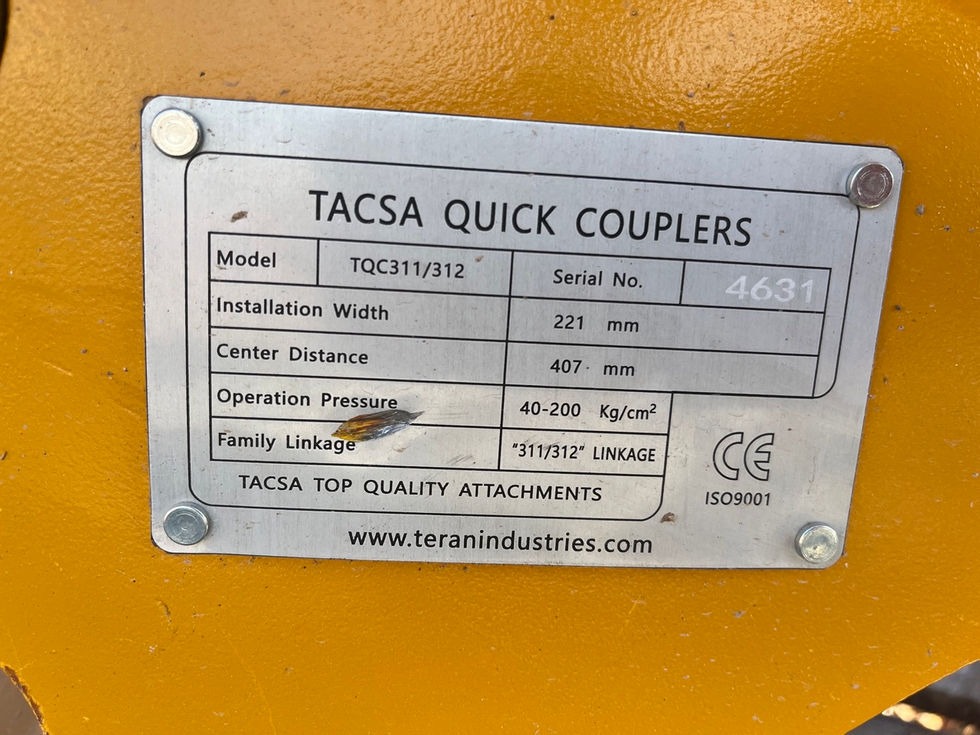 TACSA QUICK COUPLERS
Model TQC311/312 Serial No. 4631
Installation Width 221 mm
Center Distance 407 mm
Operation Pressure 40-200 Kg/cm²
Family Linkage "311/312" LINKAGE
CE
ISO9001
TACSA TOP QUALITY ATTACHMENTS
www.teranindustries.com